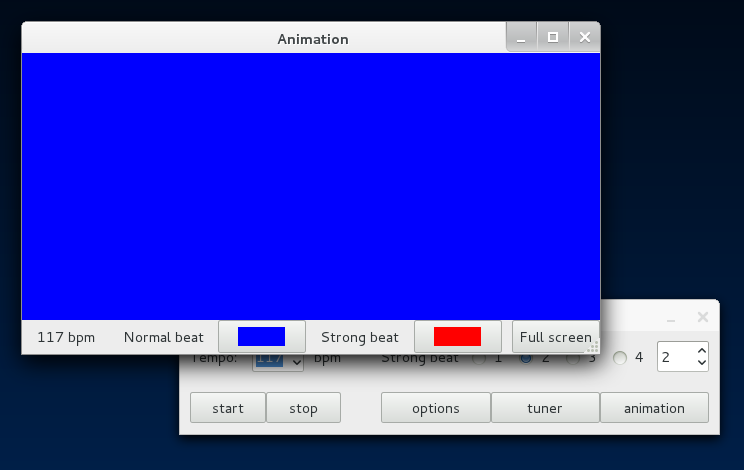 Animation
117 bpm Normal beat Strong beat Full screen
Tempo: 117 bpm Strong beat 1 2 3 4 2
start stop options tuner animation